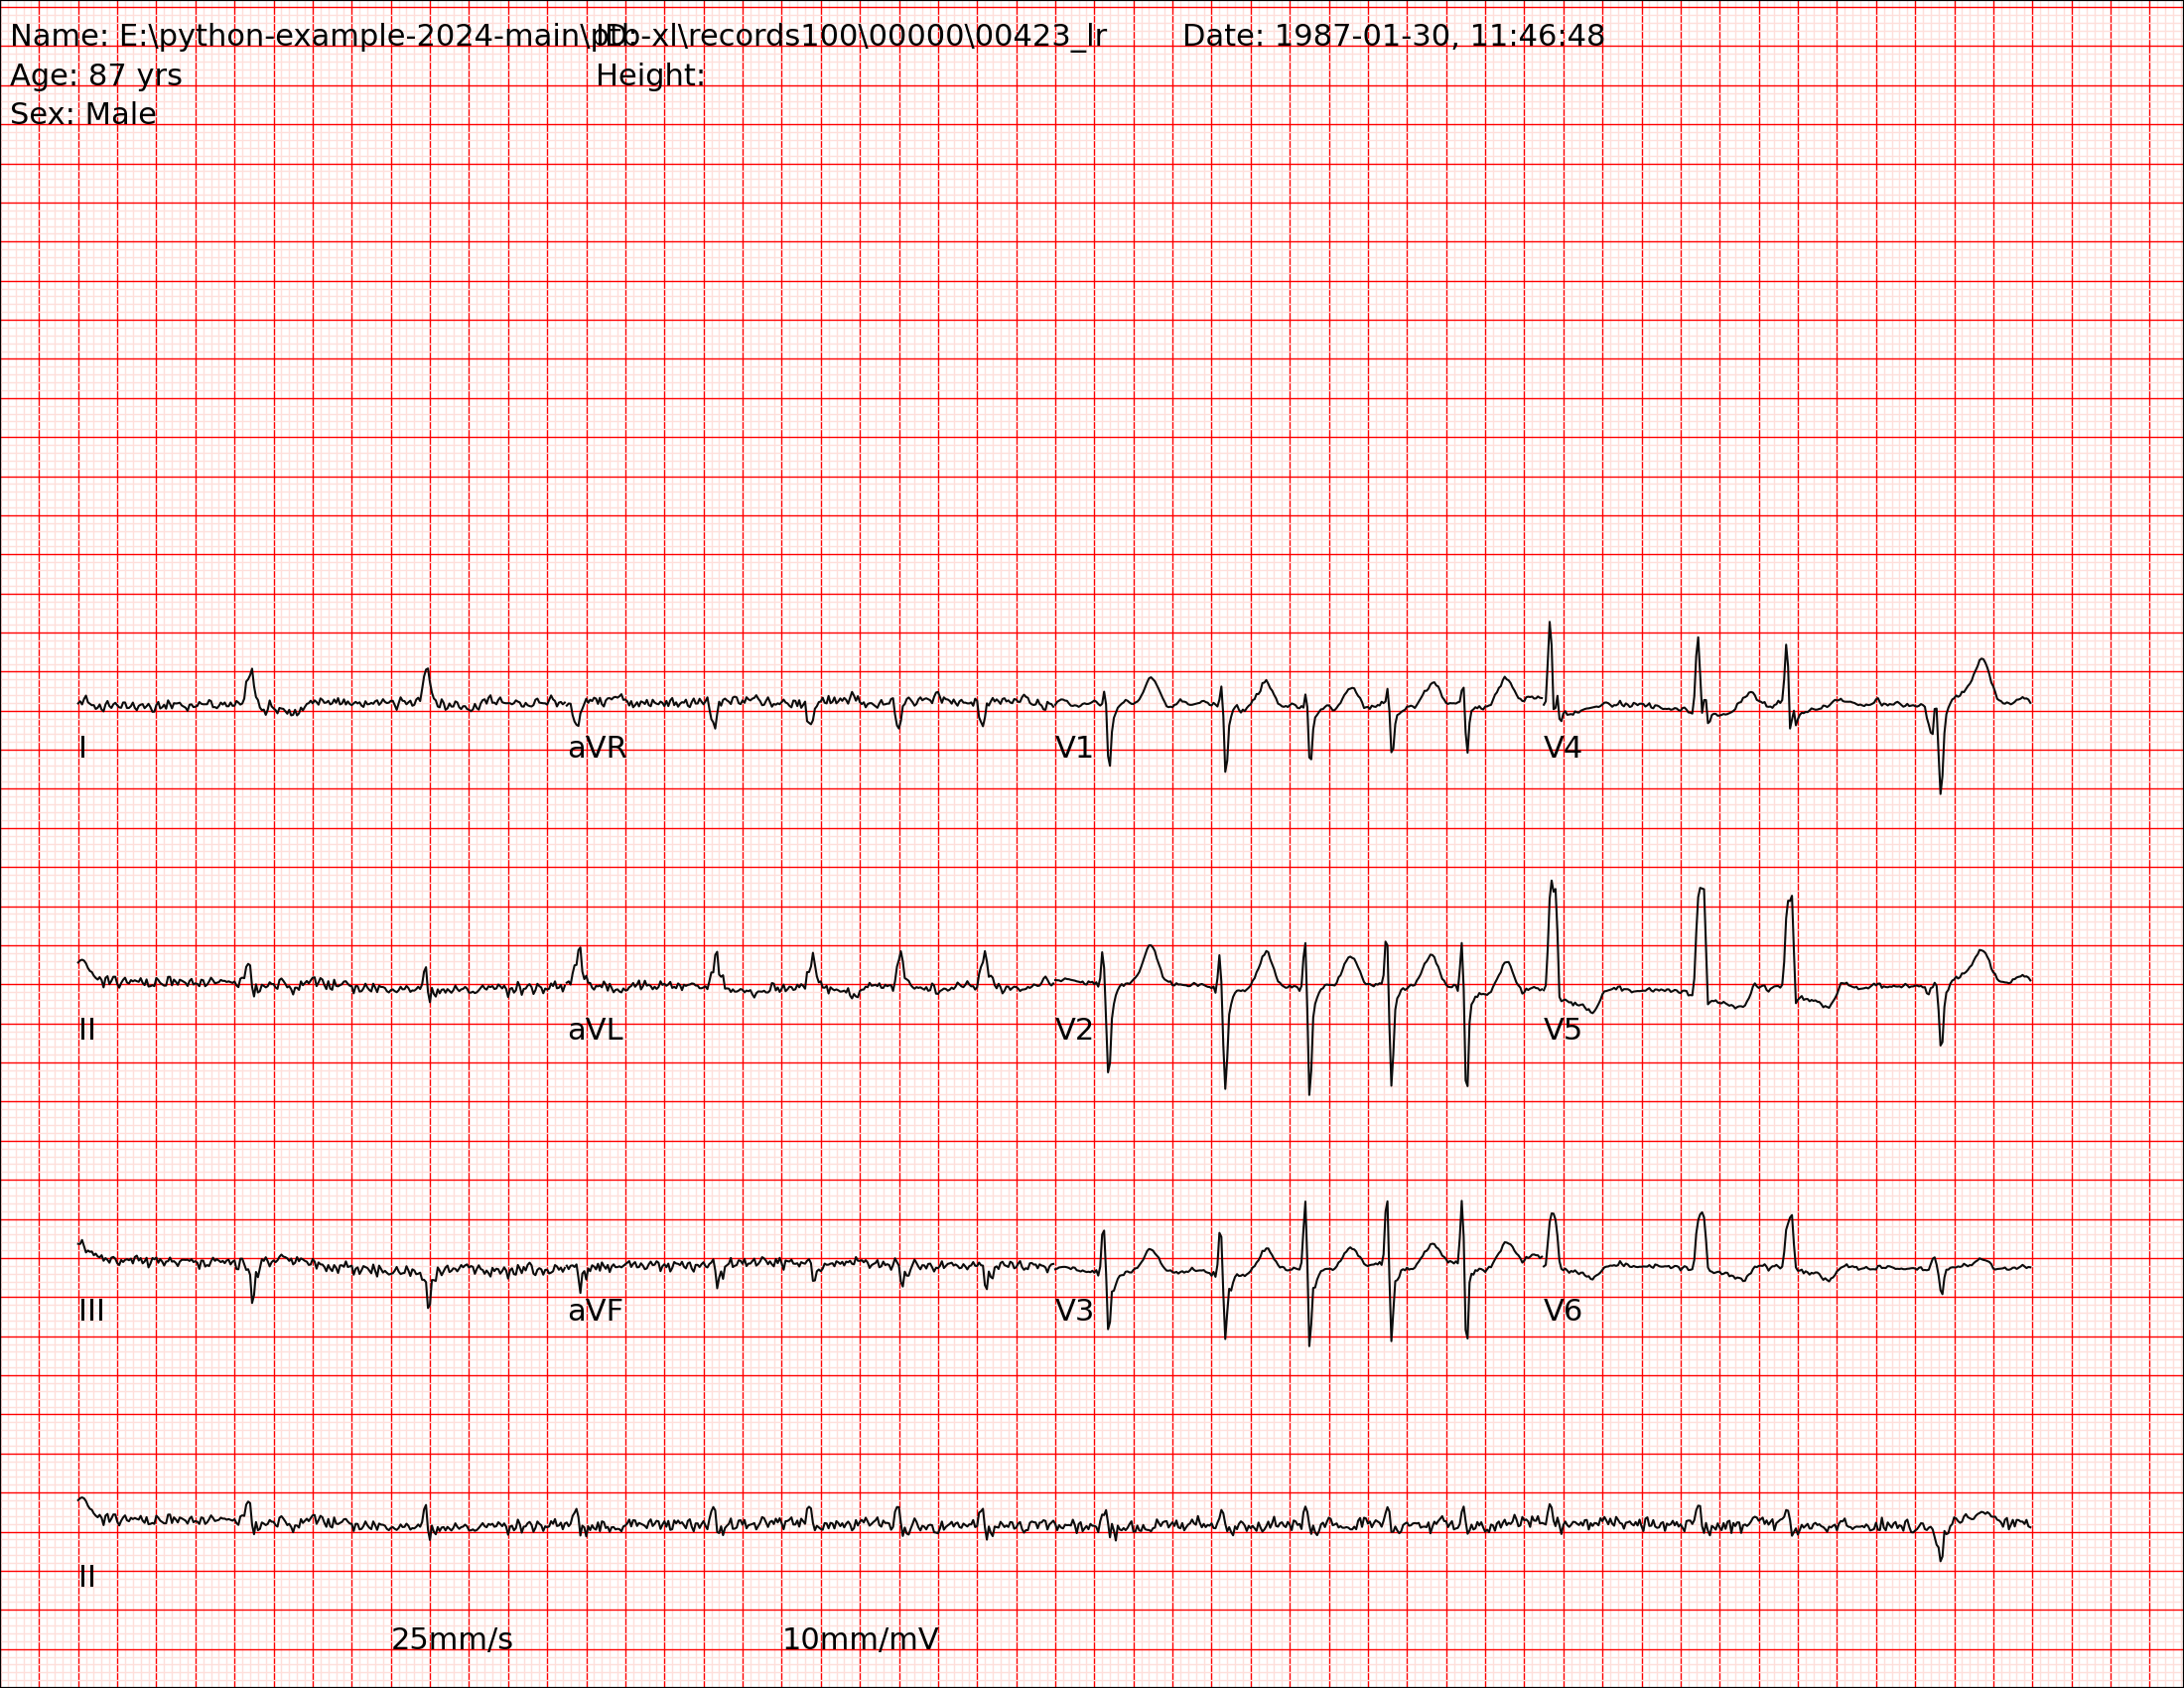 Name: E:\python-example-2024-main\ptb-xl\records100\00000\00423_lr ID: Date: 1987-01-30, 11:46:48
Age: 87 yrs Height:
Sex: Male
I aVR V1 V4
II aVL V2 V5
III aVF V3 V6
II
25mm/s 10mm/mV